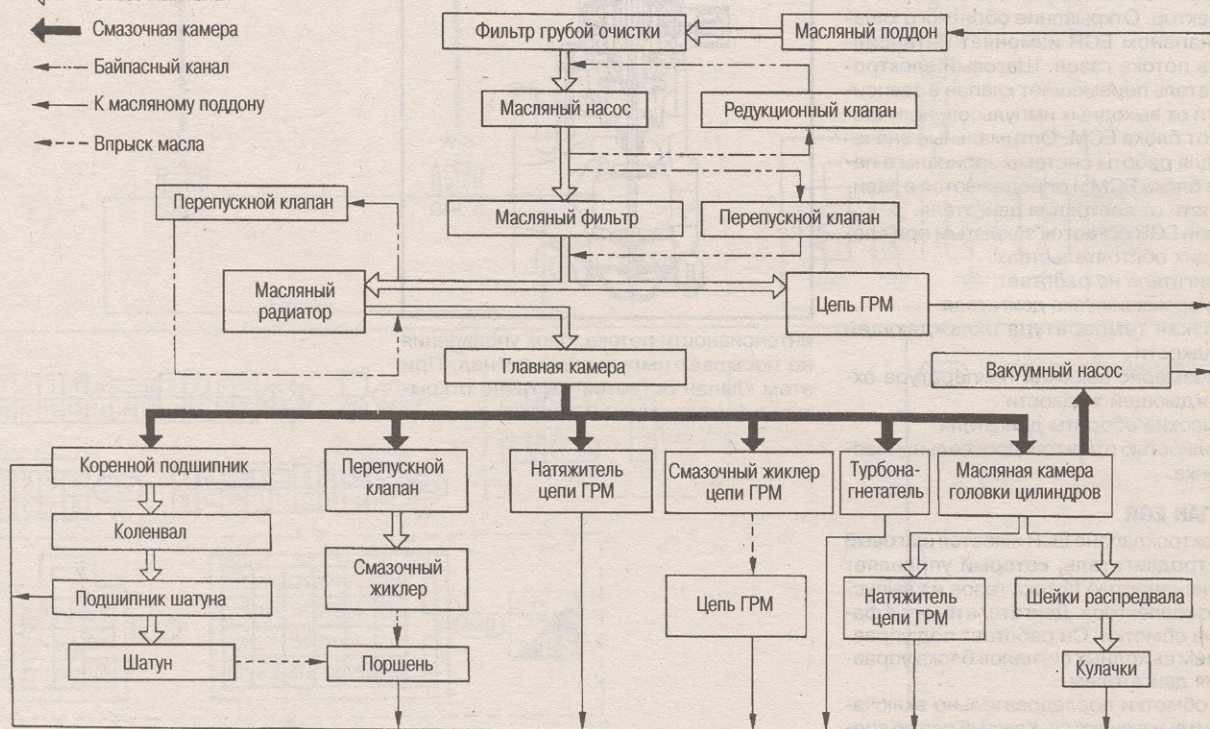 Смазочная камера
Байпасный канал
К масляному поддону
Впрыск масла
Фильтр грубой очистки
Масляный поддон
Масляный насос
Редукционный клапан
Перепускной клапан
Масляный фильтр
Перепускной клапан
Масляный
радиатор
Цепь ГРМ
Главная камера
Вакуумный насос
Коренной подшипник
Перепускной
клапан
Натяжитель
цепи ГРМ
Смазочный жиклер
цепи ГРМ
Турбона-
гнетатель
Масляная камера
головки цилиндров
Коленвал
Смазочный
жиклер
Подшипник шатуна
Цепь ГРМ
Натяжитель
цепи ГРМ
Шейки распредвала
Шатун
Поршень
Кулачки